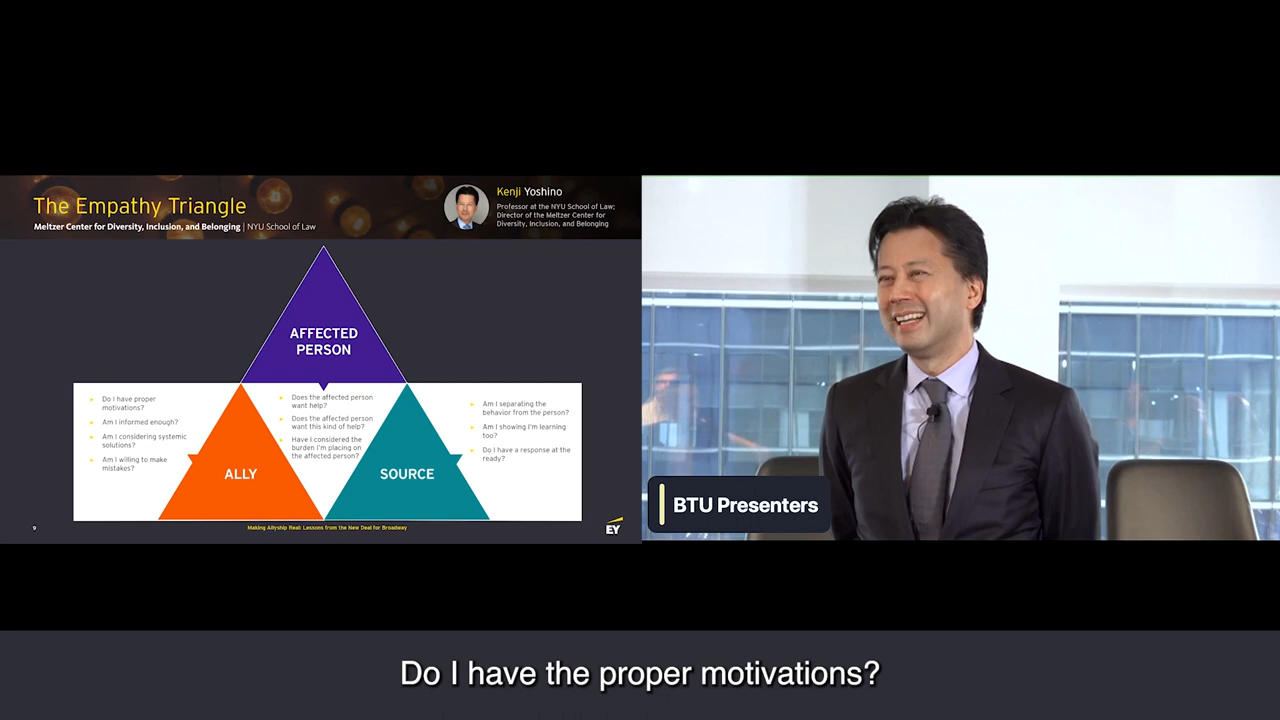 The Empathy Triangle
Meltzer Center for Diversity, Inclusion, and Belonging | NYU School of Law
Kenji Yoshino
Professor at the NYU School of Law;
Director of the Meltzer Center for
Diversity, Inclusion, and Belonging
AFFECTED
PERSON
▸ Do I have proper
motivations?
▸ Am I informed enough?
▸ Am I considering systemic
solutions?
▸ Am I willing to make
mistakes?
ALLY
▸ Does the affected person
want help?
▸ Does the affected person
want this kind of help?
▸ Have I considered the
burden I'm placing on
the affected person?
SOURCE
▸ Am I separating the
behavior from the person?
▸ Am I showing I'm learning
too?
▸ Do I have a response at the
ready?
9
Making Allyship Real: Lessons from the New Deal for Broadway
EY
BTU Presenters
Do I have the proper motivations?